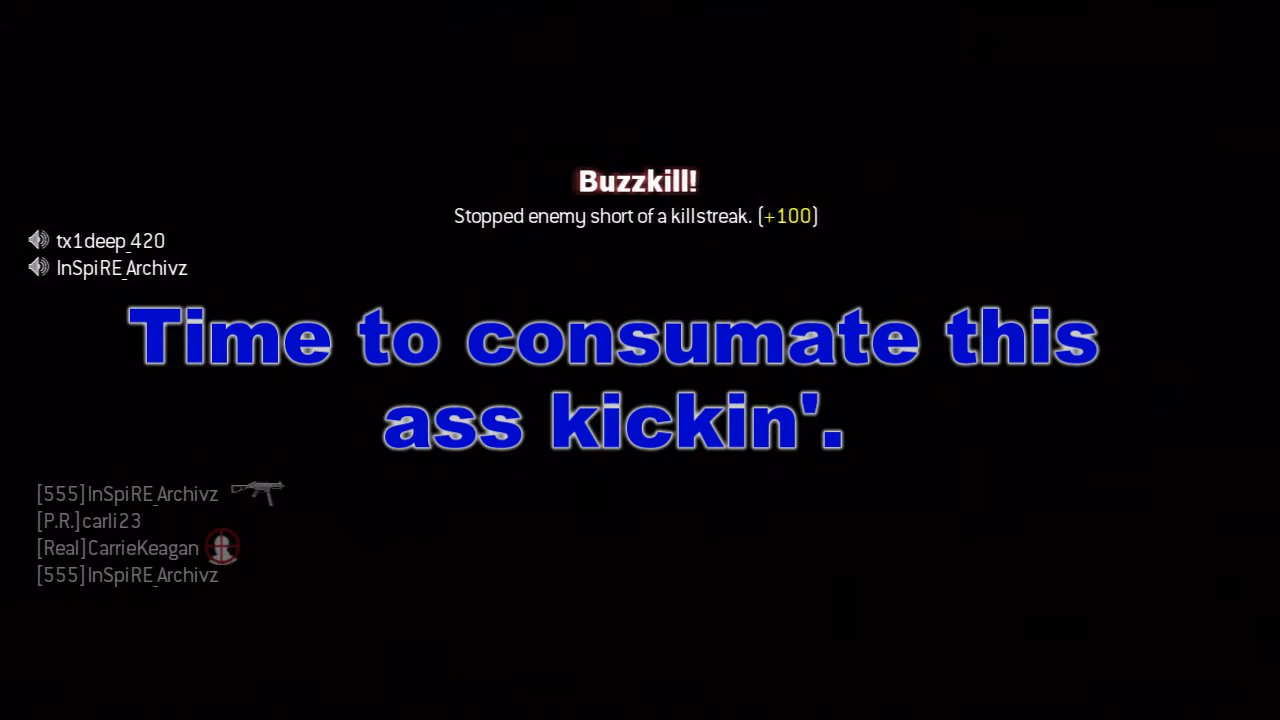 Buzzkill!
Stopped enemy short of a killstreak. (+100)
tx1deep_420
InSpiRE_Archivz
Time to consumate this
ass kickin'.
[555]InSpiRE_Archivz
[P.R.]carli23
[Real]CarrieKeagan
[555]InSpiRE_Archivz